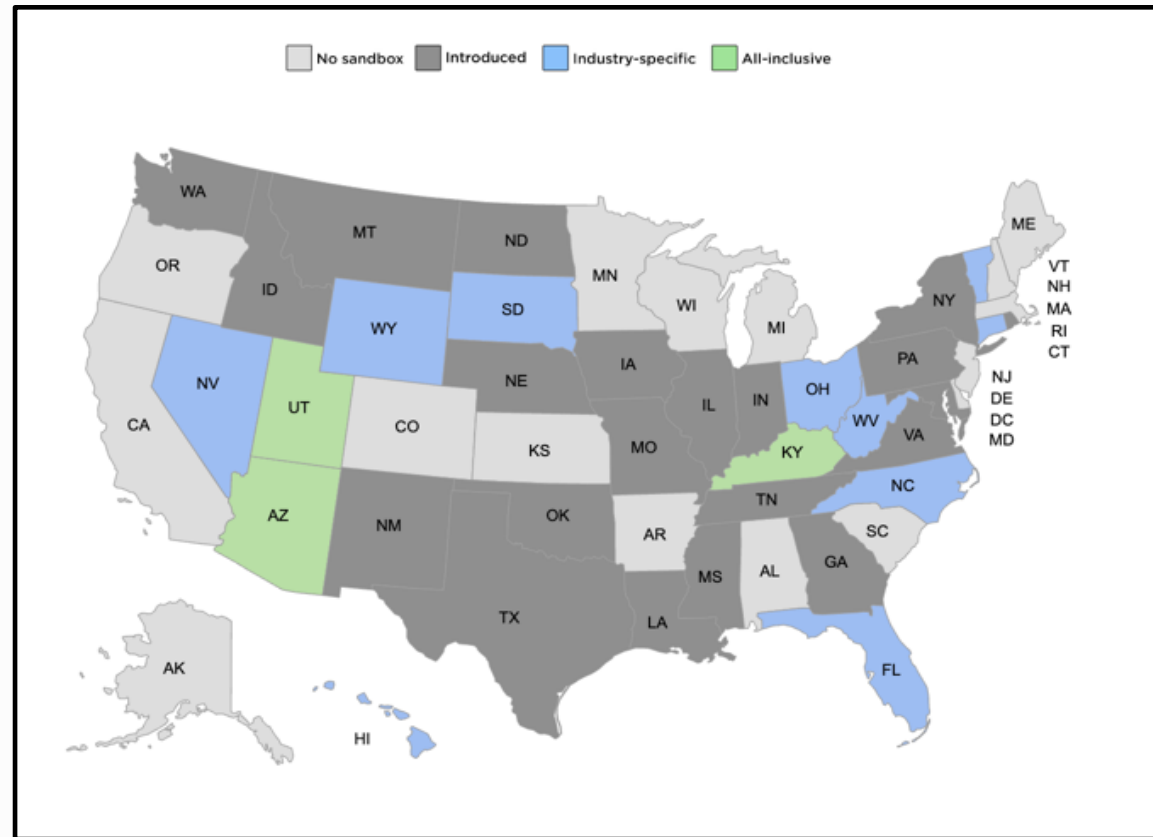 No sandbox Introduced Industry-specific All-inclusive
WA
MT
ND
ME
OR
MN
VT
ID
NH
WI
NY
SD
MA
WY
MI
RI
CT
IA
PA
NE
NJ
NV
OH
IL
IN
DE
UT
WV
DC
CA
CO
VA
MD
KS
MO
KY
NC
TN
AZ
OK
NM
AR
SC
GA
MS
AL
TX
LA
AK
FL
HI